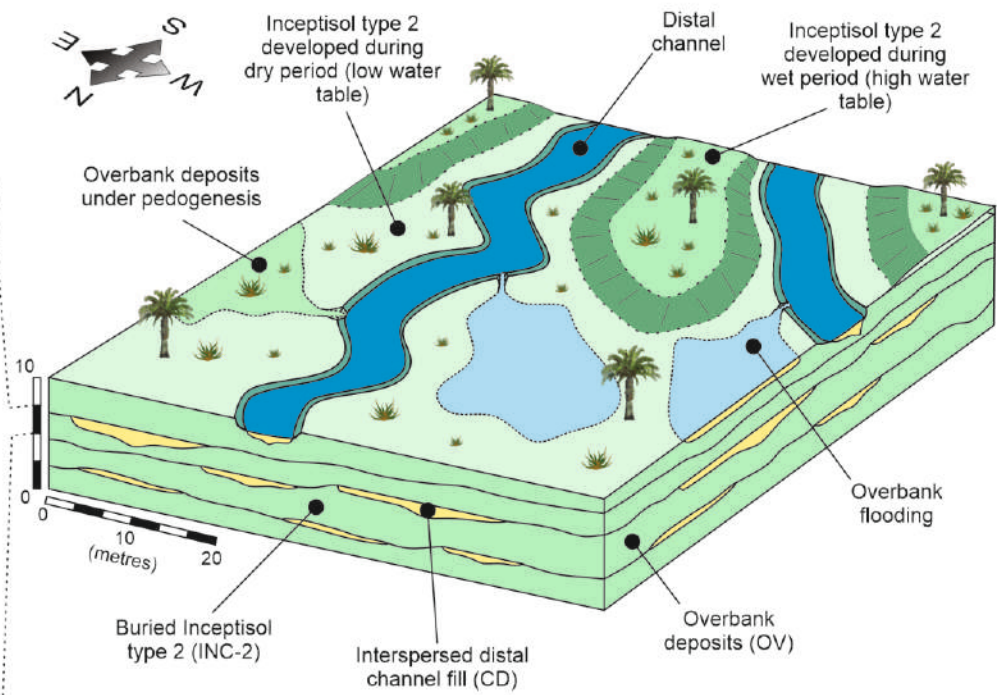 S
E
W
N
Inceptisol type 2
developed during
dry period (low water
table)
Distal
channel
Inceptisol type 2
developed during
wet period (high water
table)
Overbank deposits
under pedogenesis
10
0
0
10
20
(metres)
Overbank
flooding
Buried Inceptisol
type 2 (INC-2)
Interspersed distal
channel fill (CD)
Overbank
deposits (OV)